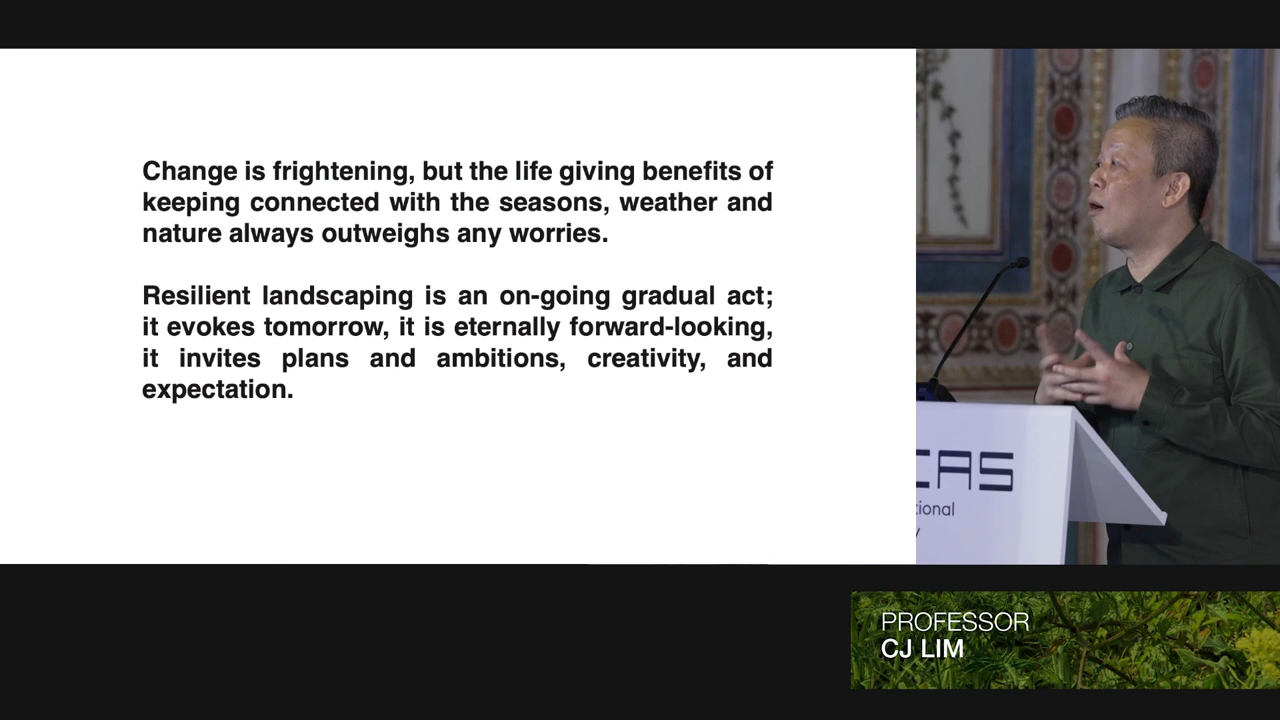 Change is frightening, but the life giving benefits of
keeping connected with the seasons, weather and
nature always outweighs any worries.
Resilient landscaping is an on-going gradual act;
it evokes tomorrow, it is eternally forward-looking,
it invites plans and ambitions, creativity, and
expectation.
CAS
tional
y
PROFESSOR
CJ LIM